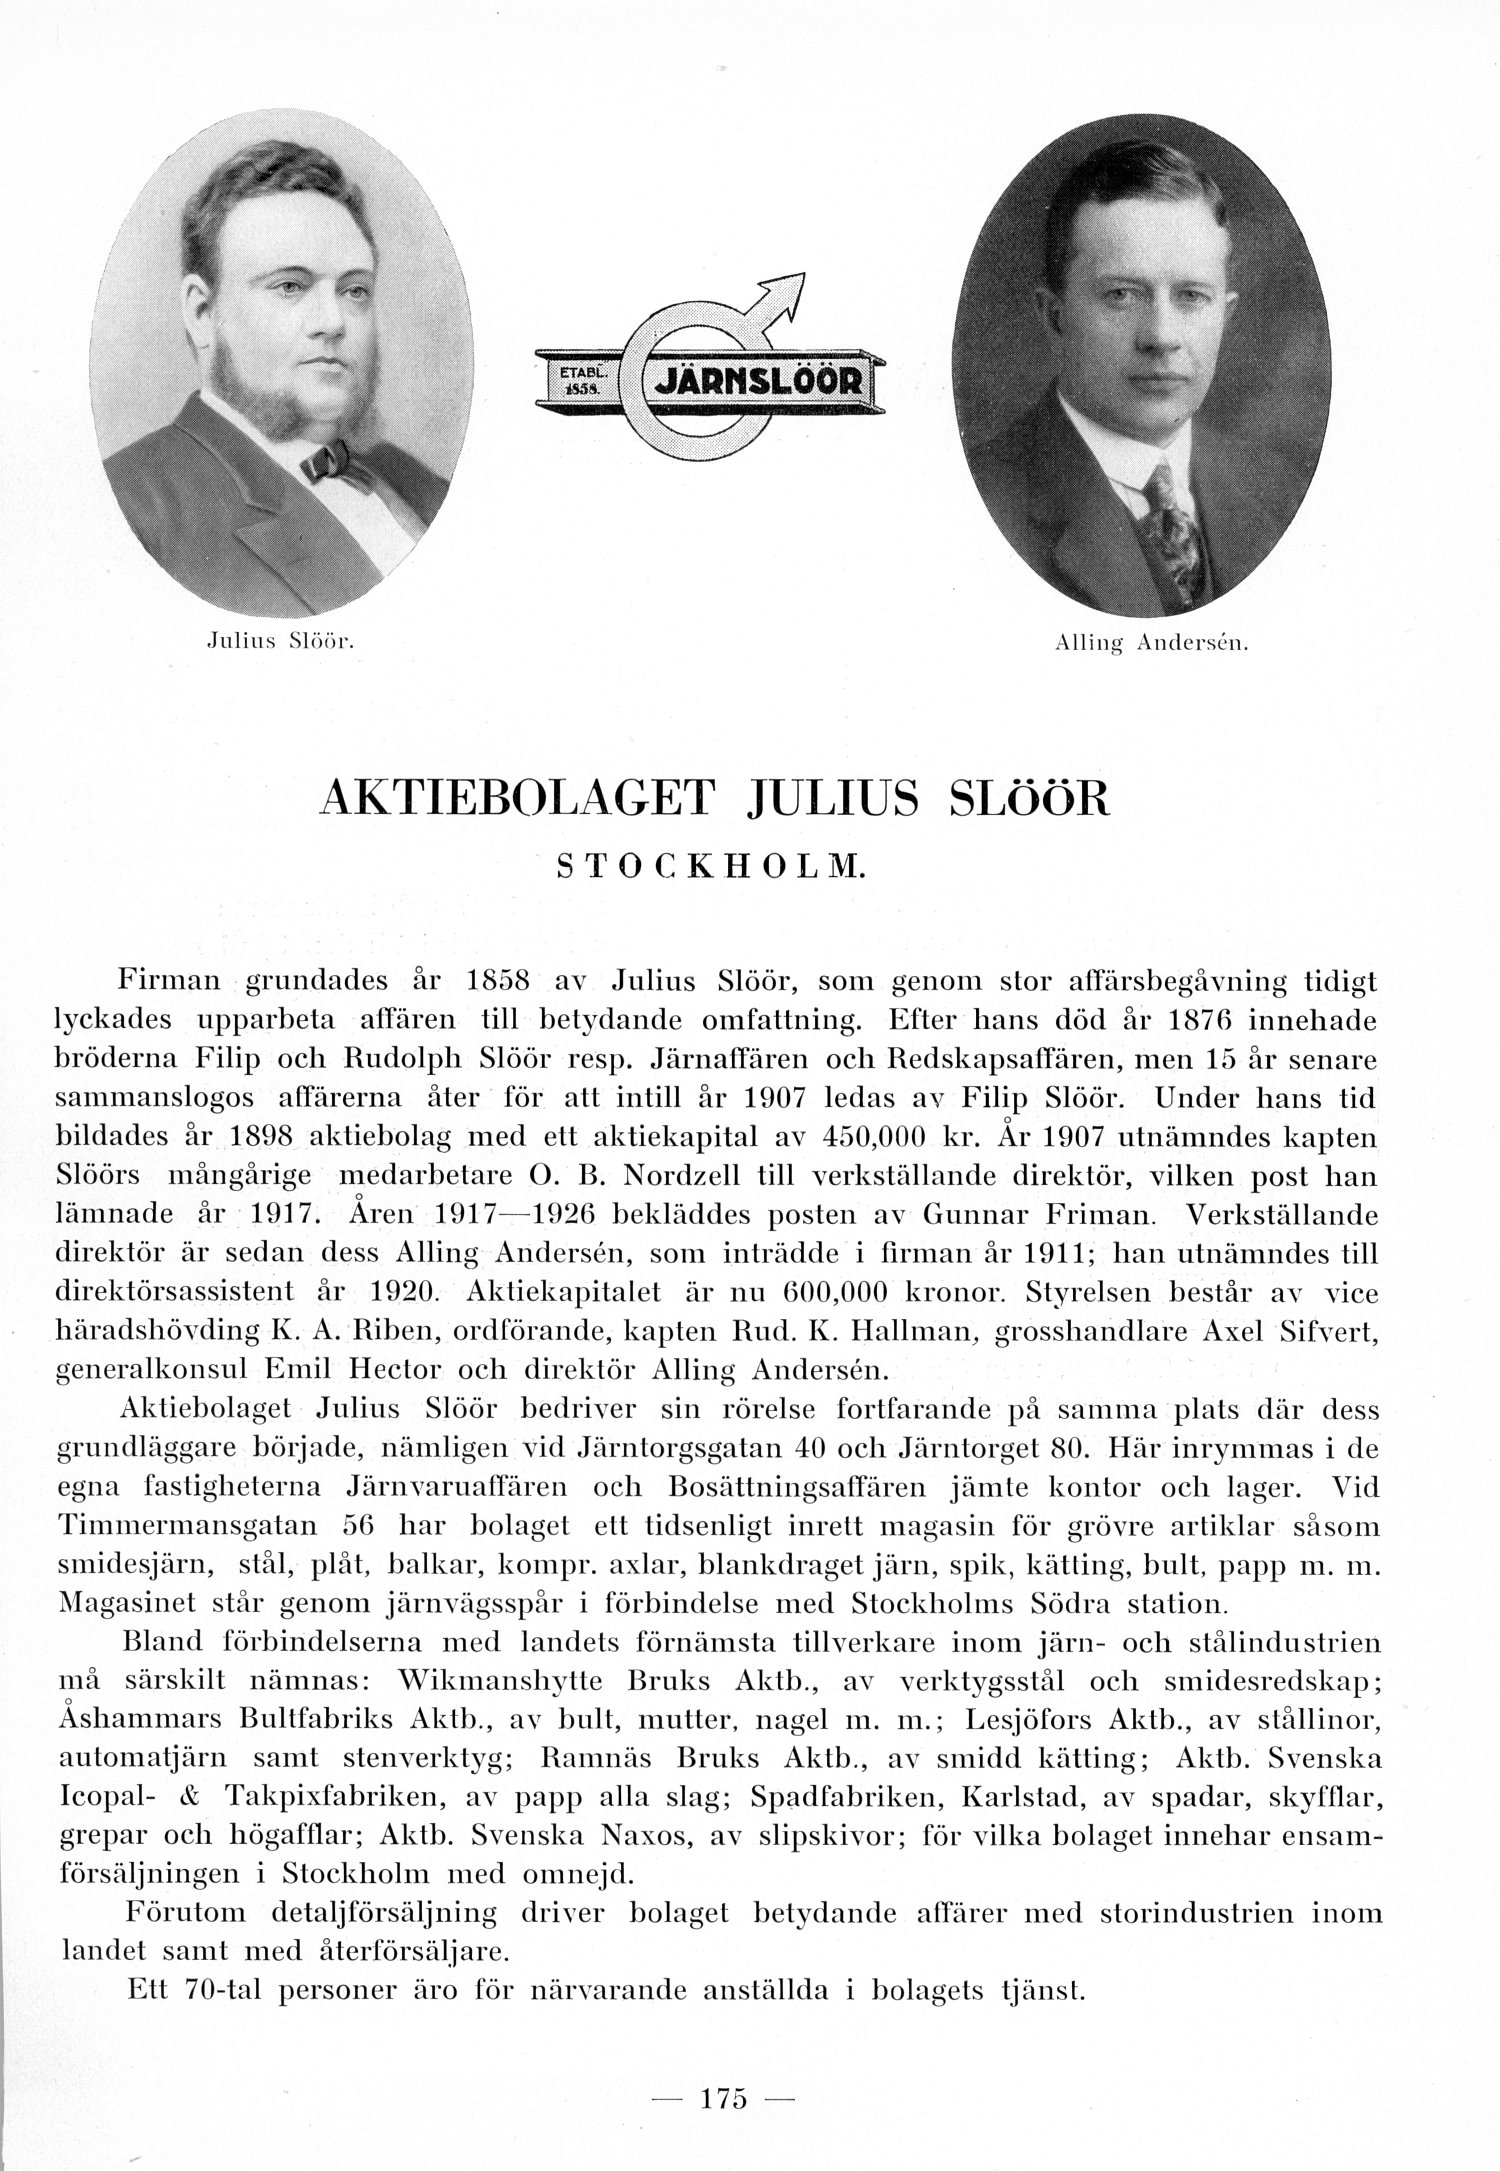 ETABL.
1858.
JÄRNSLÖÖR
Julius Slöör.
Alling Andersén.
AKTIEBOLAGET JULIUS SLÖÖR
STOCKHOLM.
Firman grundades år 1858 av Julius Slöör, som genom stor affärsbegåvning tidigt
lyckades upparbeta affären till betydande omfattning. Efter hans död år 1876 innehade
bröderna Filip och Rudolph Slöör resp. Järnaffären och Redskapsaffären, men 15 år senare
sammanslogos affärerna åter för att intill år 1907 ledas av Filip Slöör. Under hans tid
bildades år 1898 aktiebolag med ett aktiekapital av 450,000 kr. År 1907 utnämndes kapten
Slöörs mångårige medarbetare O. B. Nordzell till verkställande direktör, vilken post han
lämnade år 1917. Åren 1917—1926 bekläddes posten av Gunnar Friman. Verkställande
direktör är sedan dess Alling Andersén, som inträdde i firman år 1911; han utnämndes till
direktörsassistent år 1920. Aktiekapitalet är nu 600,000 kronor. Styrelsen består av vice
häradshövding K. A. Riben, ordförande, kapten Rud. K. Hallman, grosshandlare Axel Sifvert,
generalkonsul Emil Hector och direktör Alling Andersén.
Aktiebolaget Julius Slöör bedriver sin rörelse fortfarande på samma plats där dess
grundläggare började, nämligen vid Järntorgsgatan 40 och Järntorget 80. Här inrymmas i de
egna fastigheterna Järnvaruaffären och Bosättningsaffären jämte kontor och lager. Vid
Timmermansgatan 56 har bolaget ett tidsenligt inrett magasin för grövre artiklar såsom
smidesjärn, stål, plåt, balkar, kompr. axlar, blankdraget järn, spik, kätting, bult, papp m. m.
Magasinet står genom järnvägsspår i förbindelse med Stockholms Södra station.
Bland förbindelserna med landets förnämsta tillverkare inom järn- och stålindustrien
må särskilt nämnas: Wikmanshytte Bruks Aktb., av verktygsstål och smidesredskap;
Åshammars Bultfabriks Aktb., av bult, mutter, nagel m. m.; Lesjöfors Aktb., av stållinor,
automatjärn samt stenverktyg; Ramnäs Bruks Aktb., av smidd kätting; Aktb. Svenska
Icopal- & Takpixfabriken, av papp alla slag; Spadfabriken, Karlstad, av spadar, skyfflar,
grepar och högafflar; Aktb. Svenska Naxos, av slipskivor; för vilka bolaget innehar ensam-
försäljningen i Stockholm med omnejd.
Förutom detaljförsäljning driver bolaget betydande affärer med storindustrien inom
landet samt med återförsäljare.
Ett 70-tal personer äro för närvarande anställda i bolagets tjänst.
— 175 —